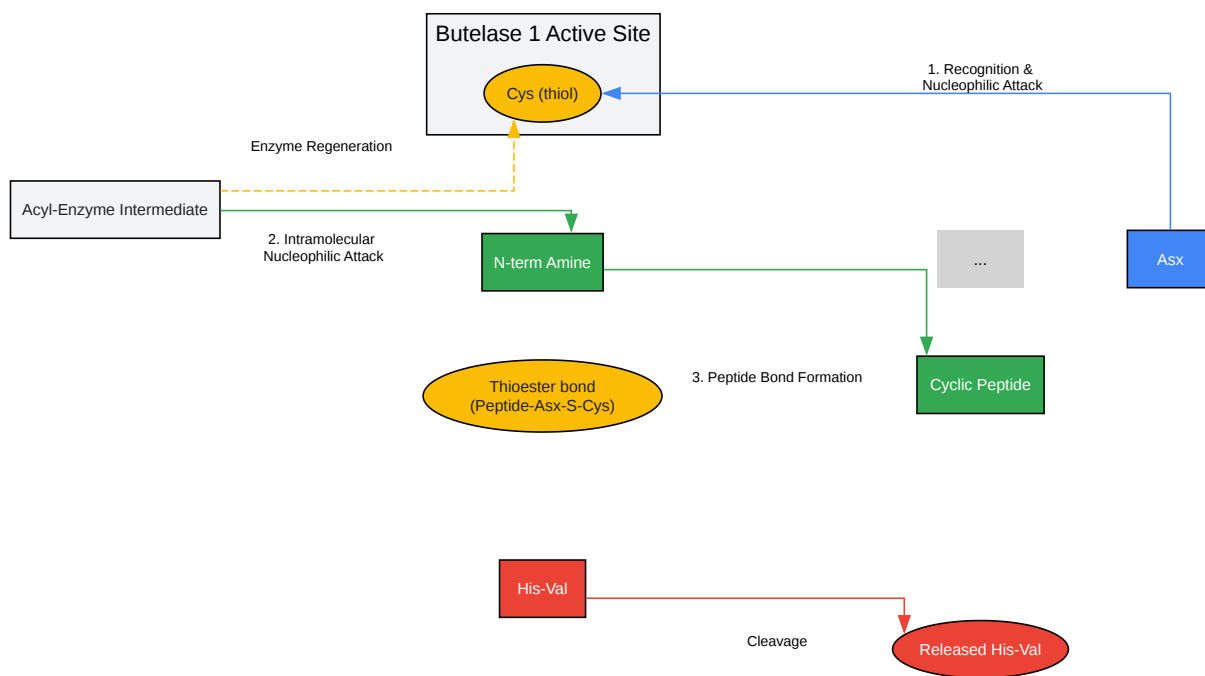 Butelase 1 Active Site
Cys (thiol)
1. Recognition &
Nucleophilic Attack
Enzyme Regeneration
Acyl-Enzyme Intermediate
2. Intramolecular
Nucleophilic Attack
N-term Amine
...
Asx
Thioester bond
(Peptide-Asx-S-Cys)
3. Peptide Bond Formation
Cyclic Peptide
His-Val
Cleavage
Released His-Val